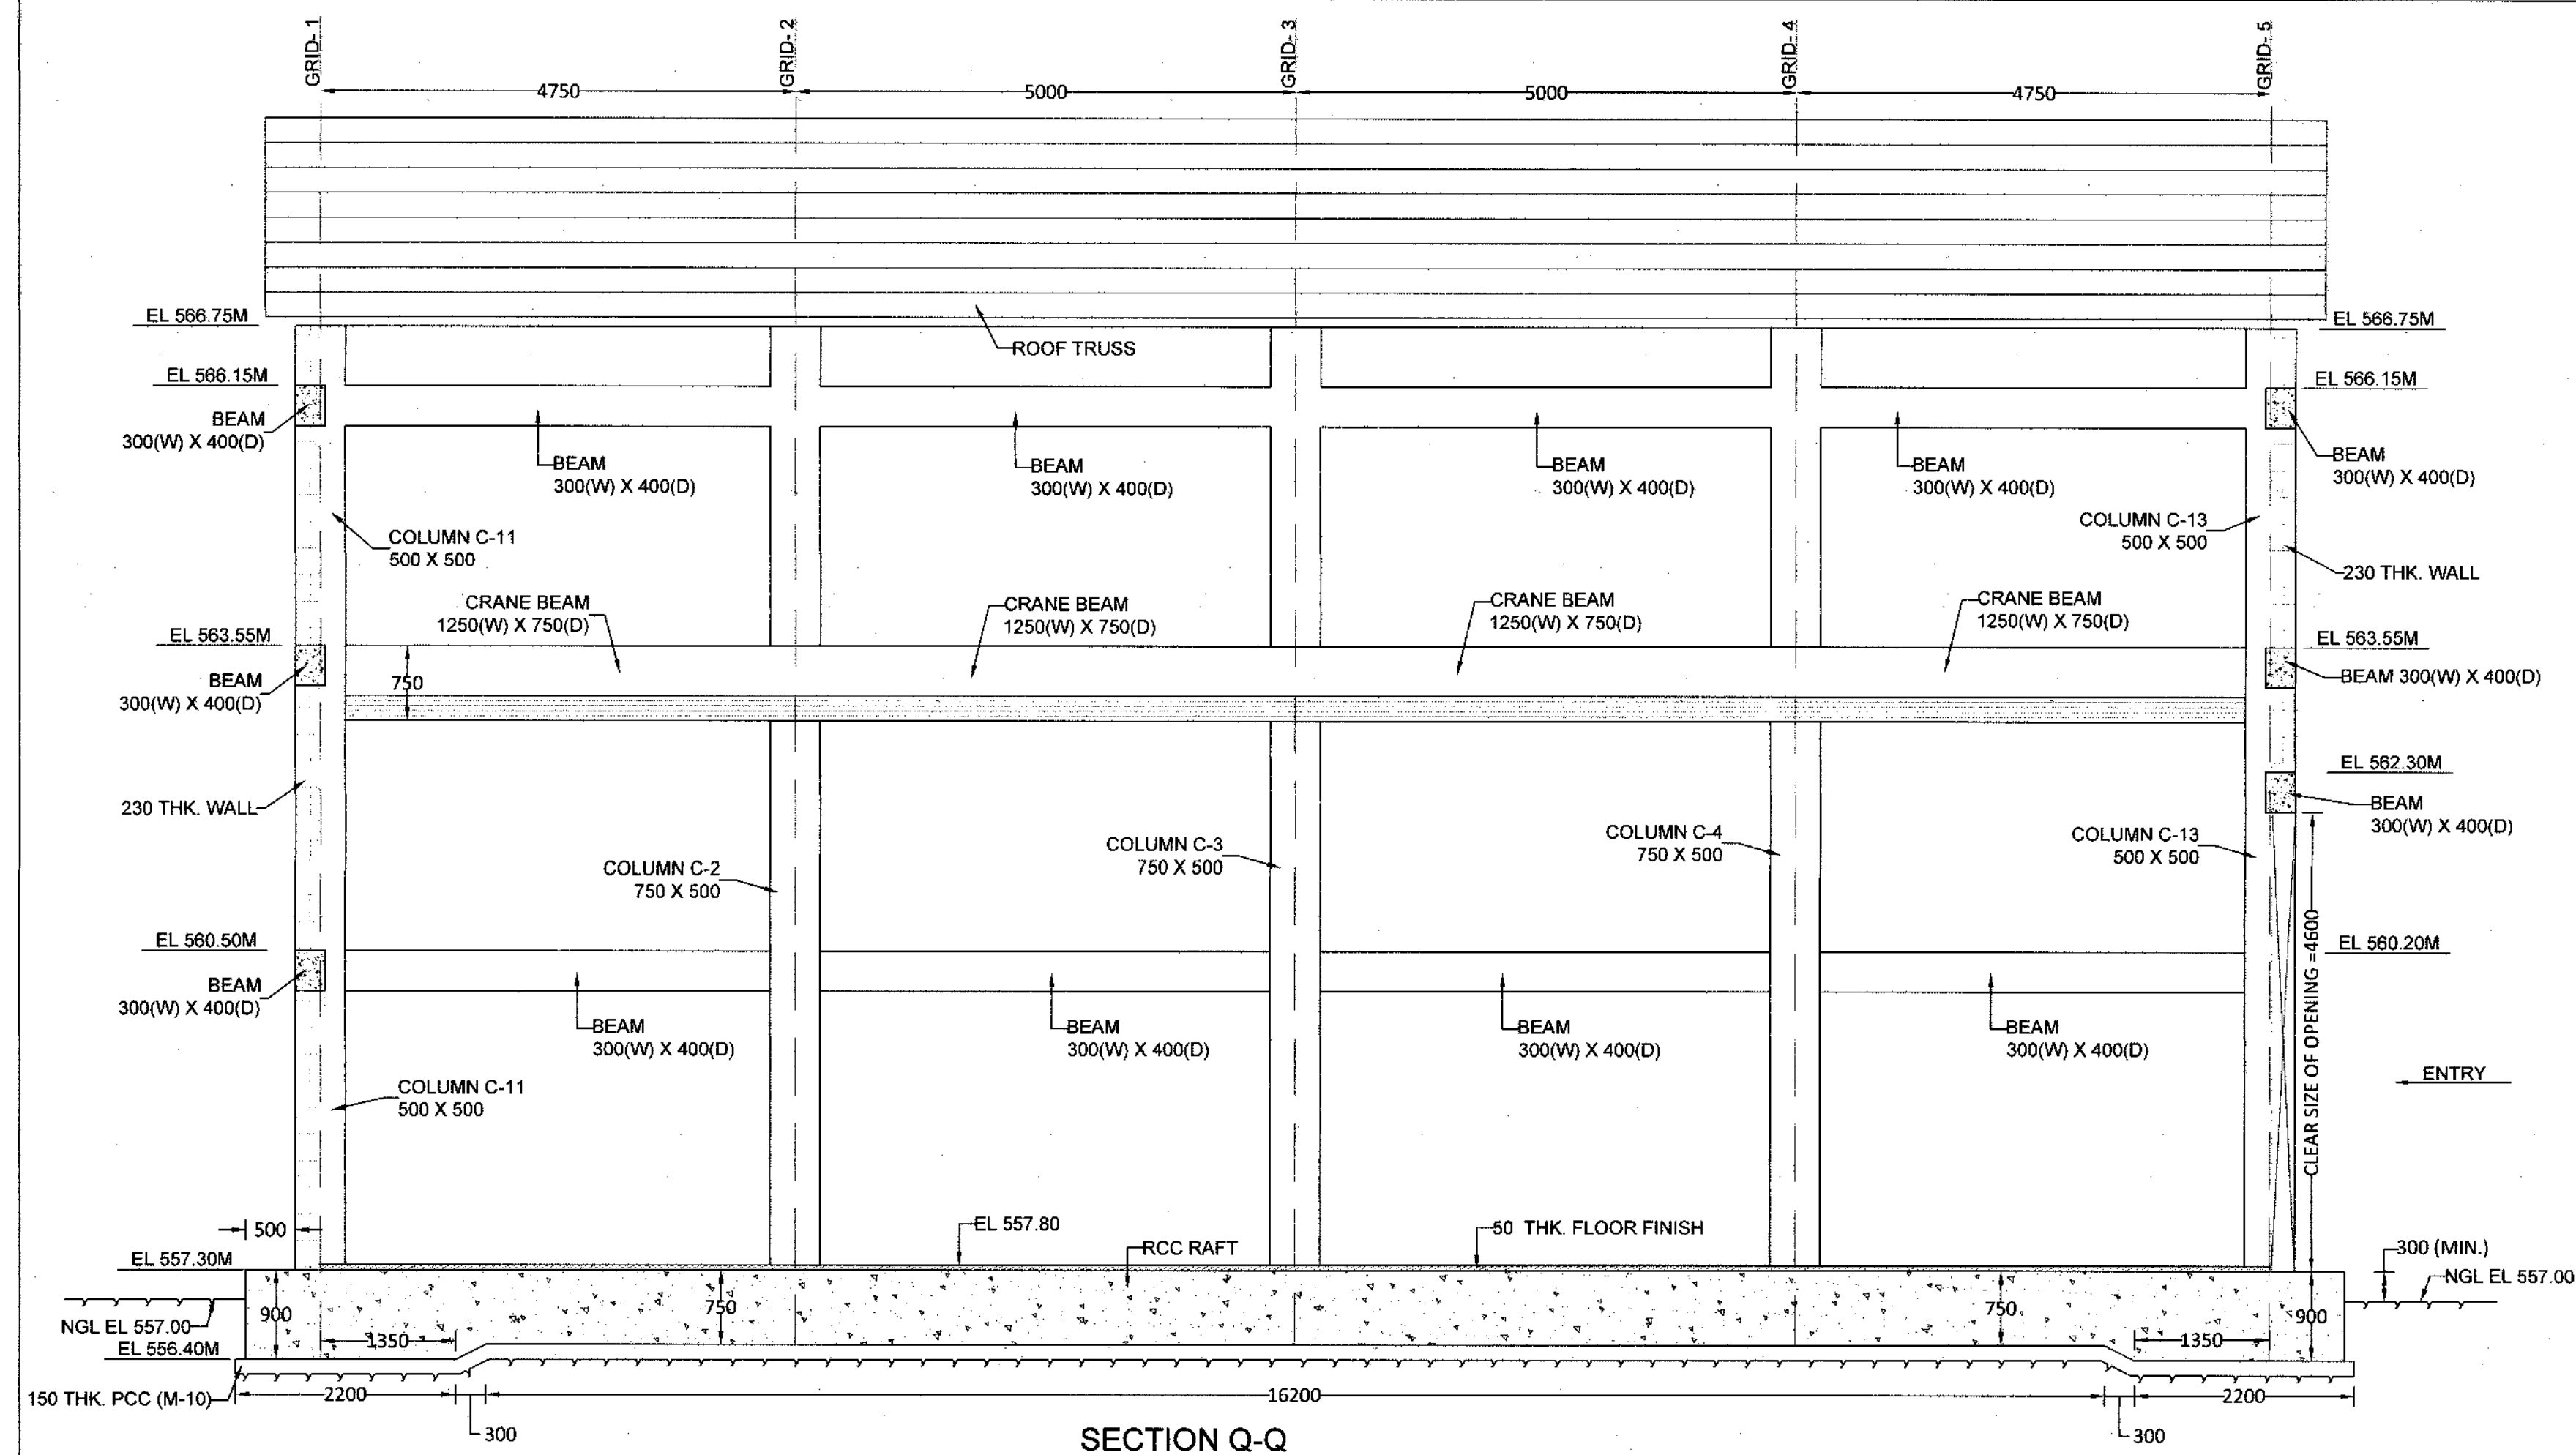 GRID-1
GRID-2
GRID-3
GRID-4
GRID-5
4750
5000
5000
4750
EL 566.75M
EL 566.75M
ROOF TRUSS
EL 566.15M
EL 566.15M
BEAM
300(W) X 400(D)
BEAM
300(W) X 400(D)
BEAM
300(W) X 400(D)
BEAM
300(W) X 400(D)
BEAM
300(W) X 400(D)
BEAM
300(W) X 400(D)
COLUMN C-11
500 X 500
COLUMN C-13
500 X 500
230 THK. WALL
CRANE BEAM
1250(W) X 750(D)
CRANE BEAM
1250(W) X 750(D)
CRANE BEAM
1250(W) X 750(D)
CRANE BEAM
1250(W) X 750(D)
EL 563.55M
EL 563.55M
BEAM
300(W) X 400(D)
750
BEAM 300(W) X 400(D)
EL 562.30M
230 THK. WALL
BEAM
300(W) X 400(D)
COLUMN C-2
750 X 500
COLUMN C-3
750 X 500
COLUMN C-4
750 X 500
COLUMN C-13
500 X 500
EL 560.50M
EL 560.20M
BEAM
300(W) X 400(D)
BEAM
300(W) X 400(D)
BEAM
300(W) X 400(D)
BEAM
300(W) X 400(D)
BEAM
300(W) X 400(D)
CLEAR SIZE OF OPENING =4600
ENTRY
COLUMN C-11
500 X 500
500
EL 557.80
50 THK. FLOOR FINISH
EL 557.30M
RCC RAFT
300 (MIN.)
NGL EL 557.00
NGL EL 557.00
900
750
750
900
1350
1350
EL 556.40M
150 THK. PCC (M-10)
2200
16200
2200
300
300
SECTION Q-Q